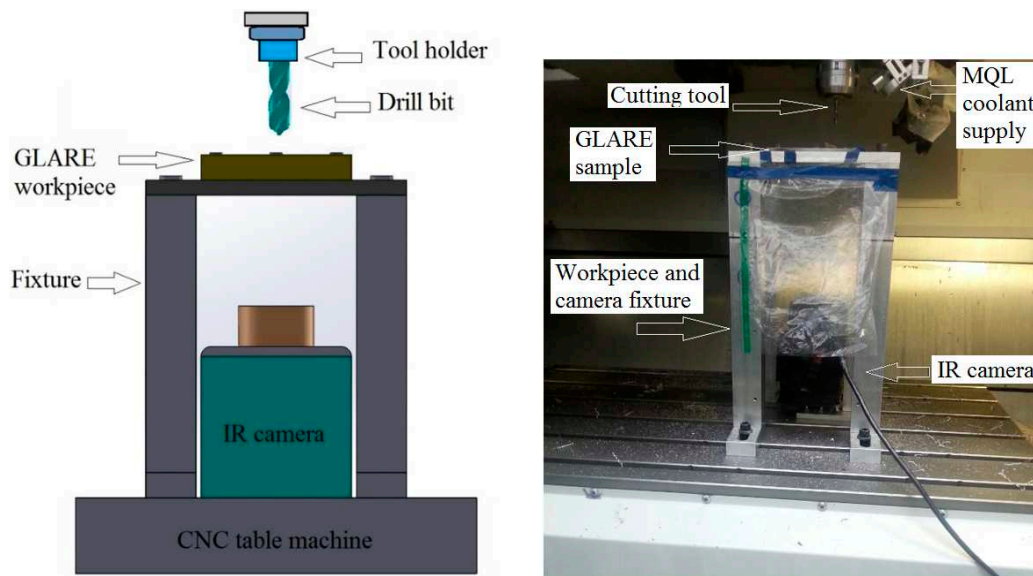 Tool holder
Drill bit
GLARE
workpiece
Fixture
IR camera
CNC table machine
Cutting tool
MQL
coolant
supply
GLARE
sample
Workpiece and
camera fixture
IR camera